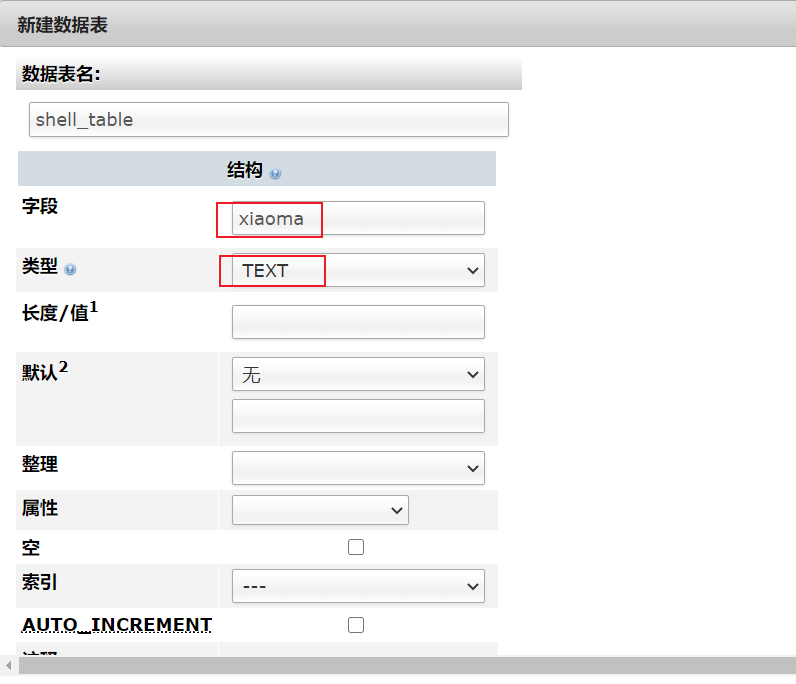 新建数据表
数据表名:
shell_table
结构
字段 xiaoma
类型 TEXT
长度/值1
默认2 无
整理
属性
空
索引 ---
AUTO_INCREMENT